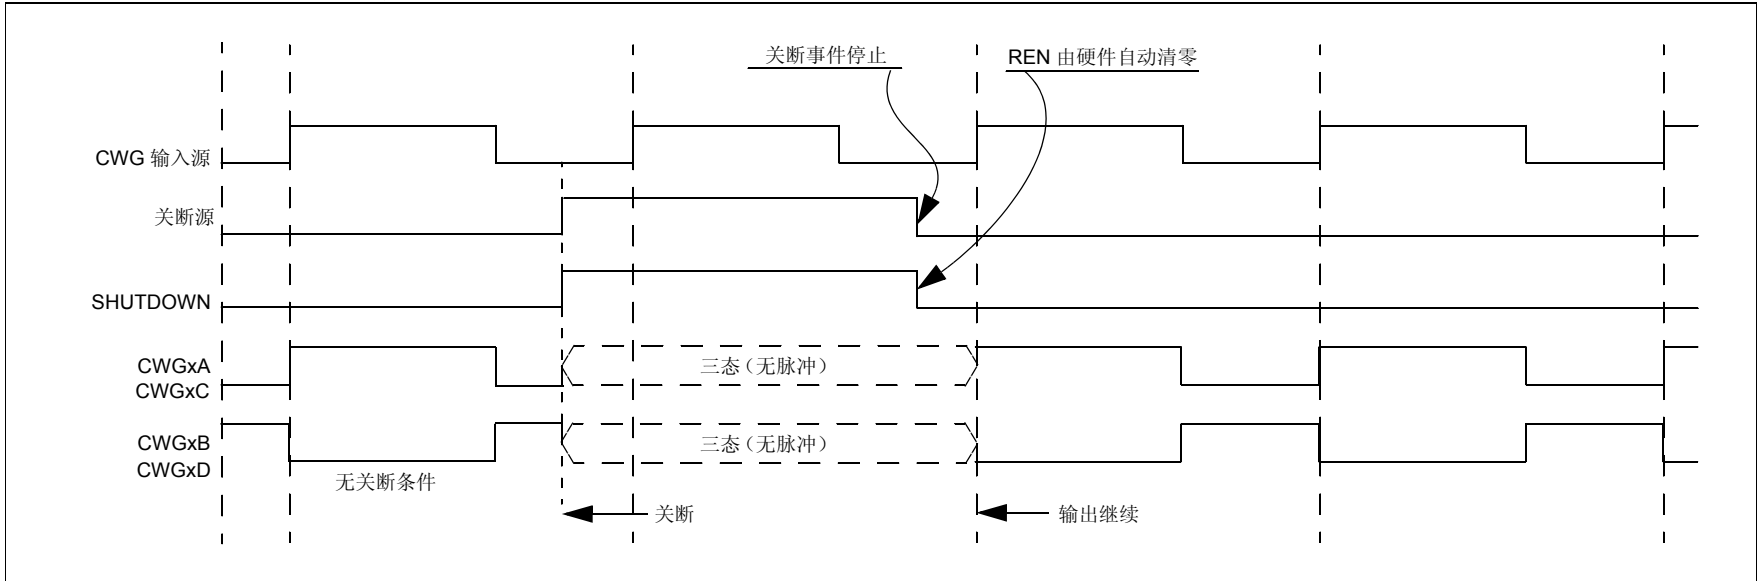 关断事件停止
REN 由硬件自动清零
CWG 输入源
关断源
SHUTDOWN
CWGxA
CWGxC
三态（无脉冲）
CWGxB
CWGxD
三态（无脉冲）
无关断条件
关断
输出继续